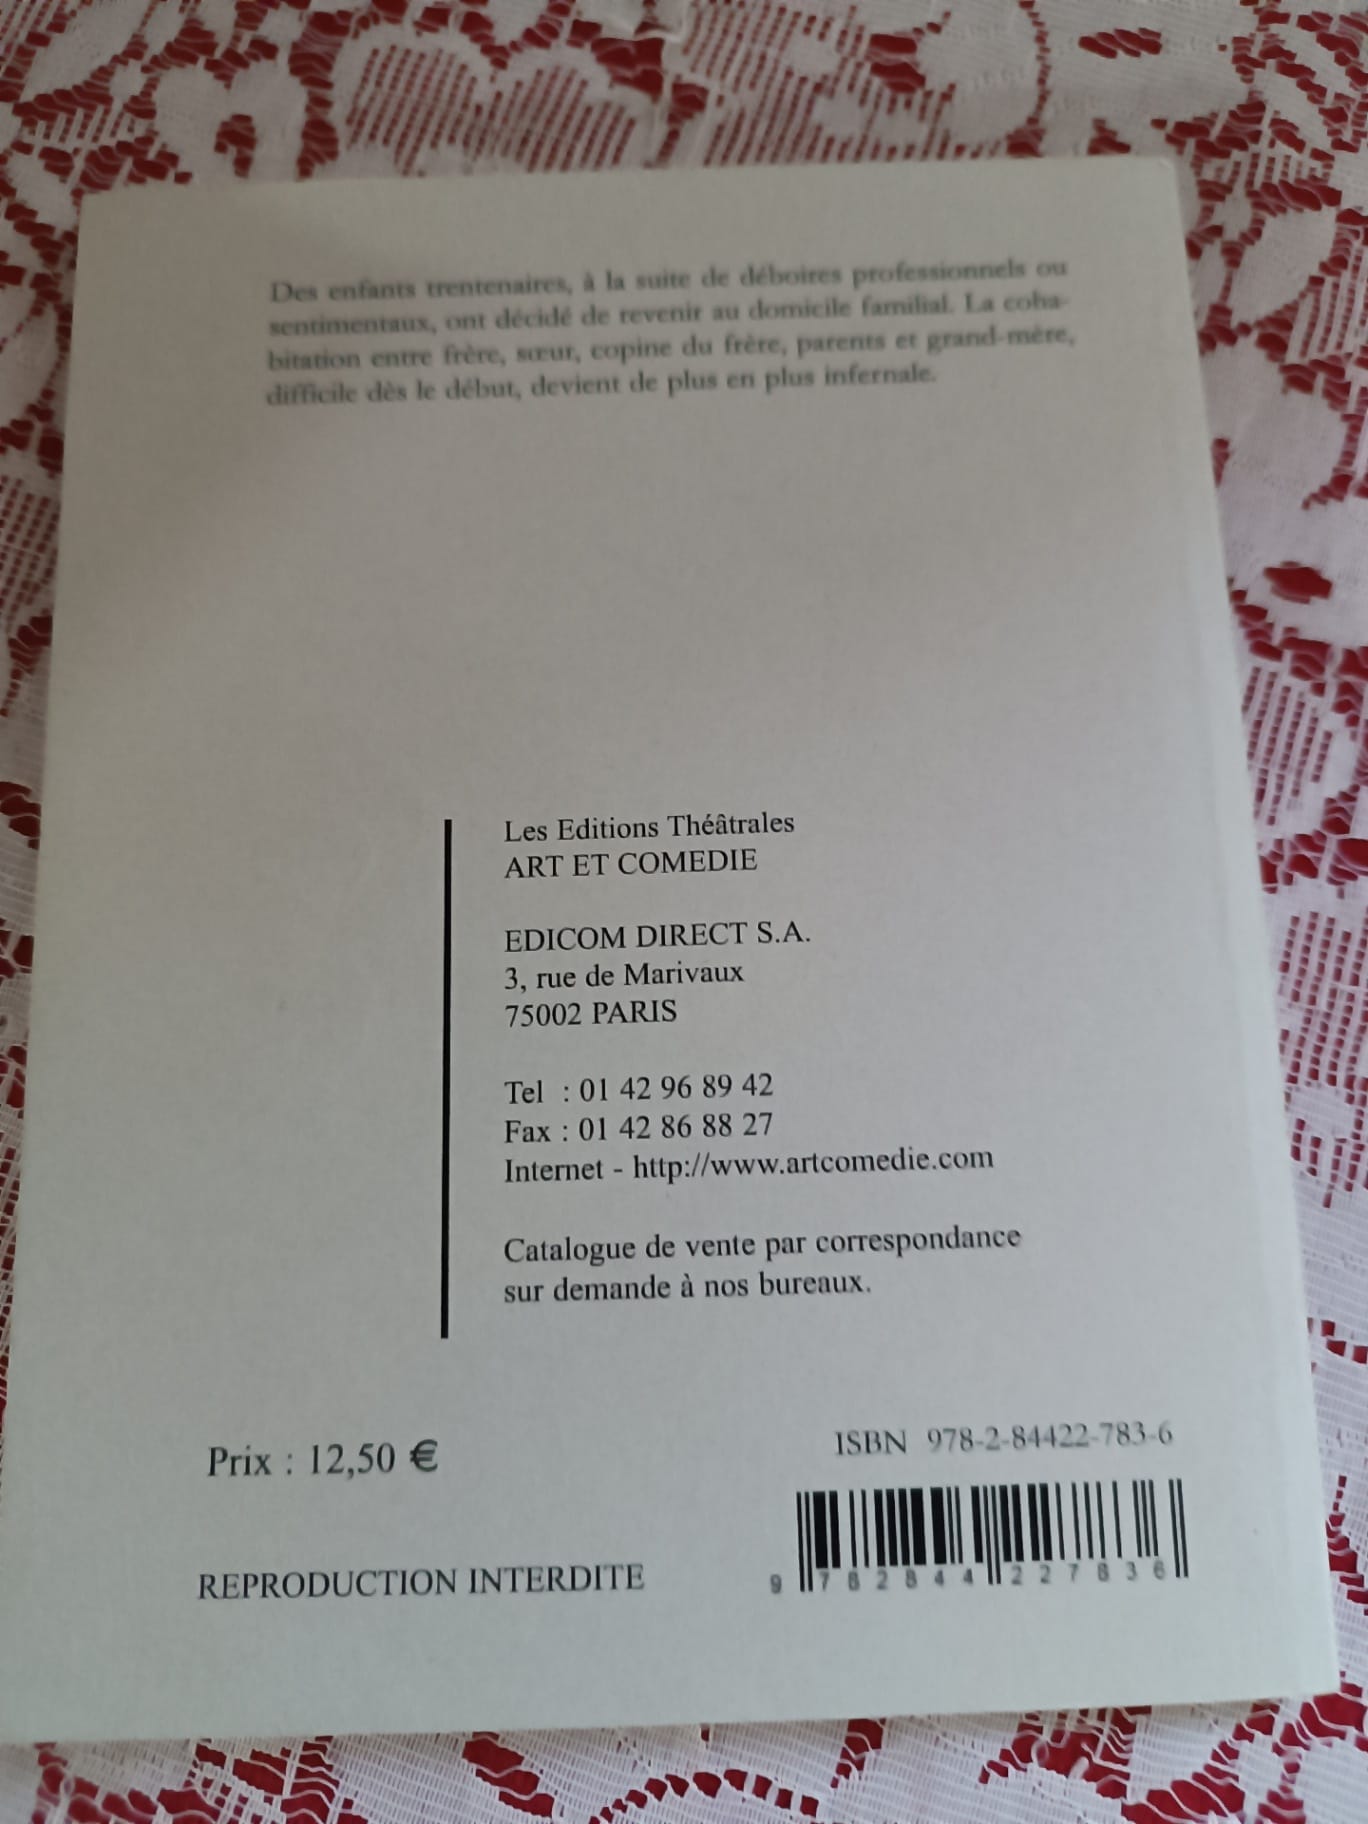 Des enfants trentenaires, à la suite de déboires professionnels ou
sentimentaux, ont décidé de revenir au domicile familial. La coha-
bitation entre frère, sœur, copine du frère, parents et grand-mère,
difficile dès le début, devient de plus en plus infernale.
Les Editions Théâtrales
ART ET COMEDIE
EDICOM DIRECT S.A.
3, rue de Marivaux
75002 PARIS
Tel : 01 42 96 89 42
Fax : 01 42 86 88 27
Internet - http://www.artcomedie.com
Catalogue de vente par correspondance
sur demande à nos bureaux.
Prix : 12,50 €
ISBN 978-2-84422-783-6
9 782844 227836
REPRODUCTION INTERDITE